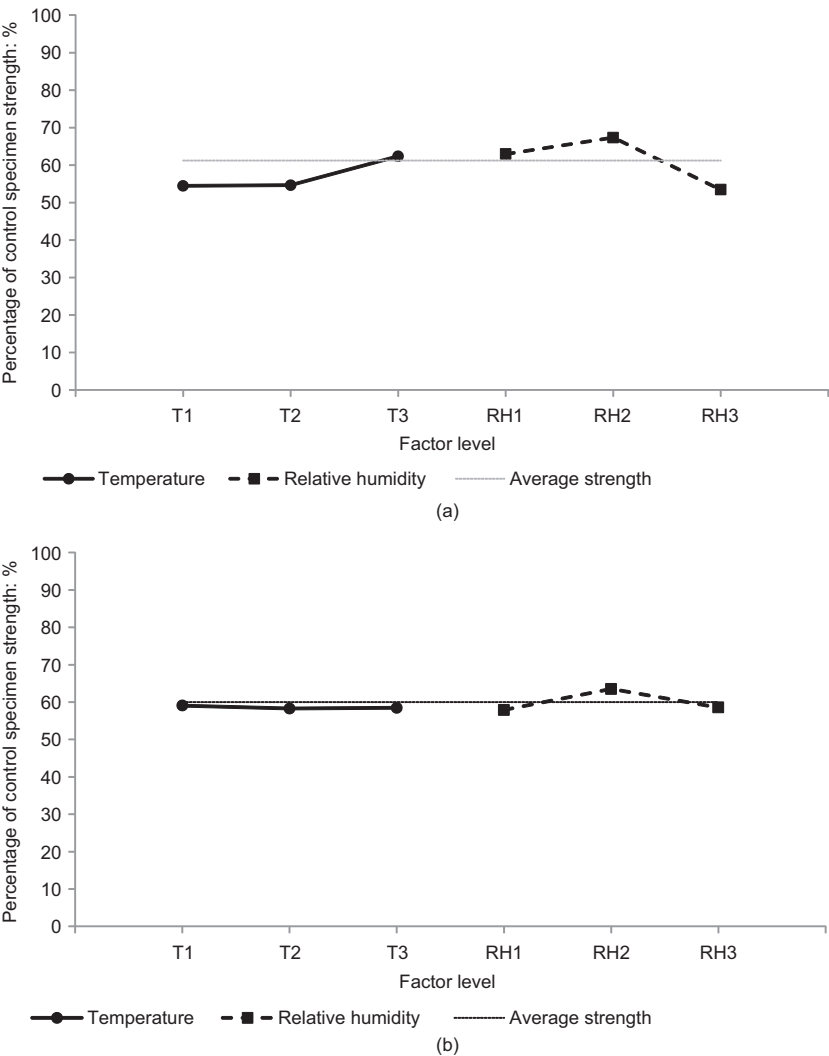 Percentage of control specimen strength: %
100
90
80
70
60
50
40
30
20
10
0
T1 T2 T3 RH1 RH2 RH3
Factor level
Temperature Relative humidity Average strength
(a)
Percentage of control specimen strength: %
100
90
80
70
60
50
40
30
20
10
0
T1 T2 T3 RH1 RH2 RH3
Factor level
Temperature Relative humidity Average strength
(b)